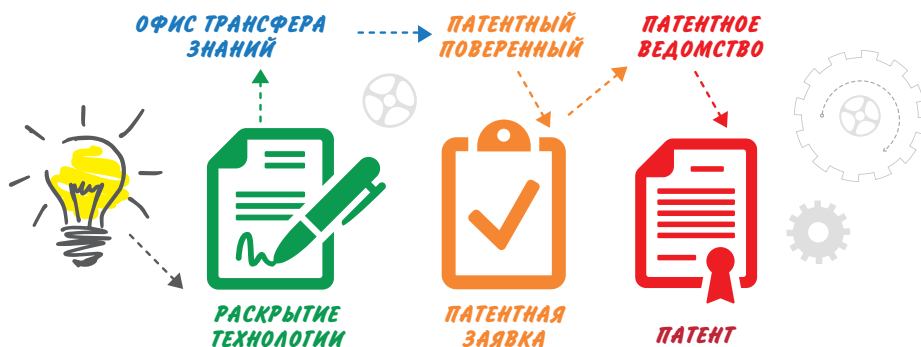 ОФИС ТРАНСФЕРА
ЗНАНИЙ
ПАТЕНТНЫЙ
ПОВЕРЕННЫЙ
ПАТЕНТНОЕ
ВЕДОМСТВО
РАСКРЫТИЕ
ТЕХНОЛОГИИ
ПАТЕНТНАЯ
ЗАЯВКА
ПАТЕНТ